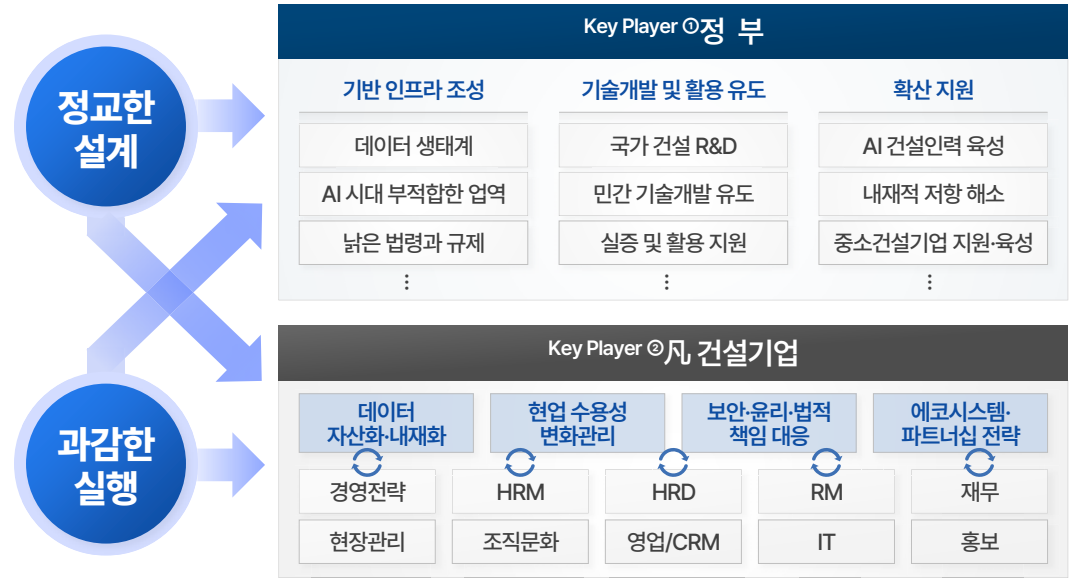 정교한
설계
과감한
실행
Key Player ①정 부
기반 인프라 조성
기술개발 및 활용 유도
확산 지원
데이터 생태계
국가 건설 R&D
AI 건설인력 육성
AI 시대 부적합한 업역
민간 기술개발 유도
내재적 저항 해소
낡은 법령과 규제
실증 및 활용 지원
중소건설기업 지원·육성
⋮
⋮
⋮
Key Player ②凡 건설기업
데이터
자산화·내재화
현업 수용성
변화관리
보안·윤리·법적
책임 대응
에코시스템·
파트너십 전략
경영전략
HRM
HRD
RM
재무
현장관리
조직문화
영업/CRM
IT
홍보